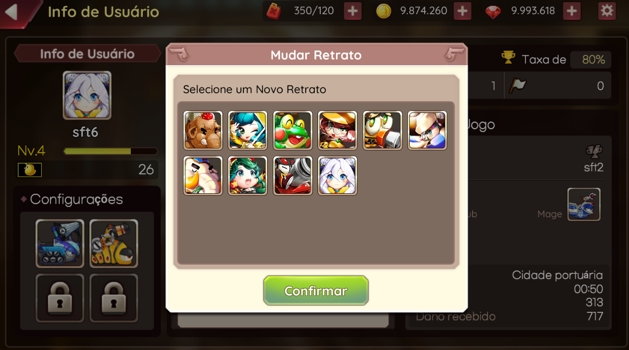 Info de Usuário
350/120
9.874.260
9.993.618
Info de Usuário
sft6
Nv.4
26
Configurações
Mudar Retrato
Selecione um Novo Retrato
Confirmar
Taxa de
80%
1
0
Jogo
sft2
Mage
Cidade portuária
00:50
313
Dano recebido
717